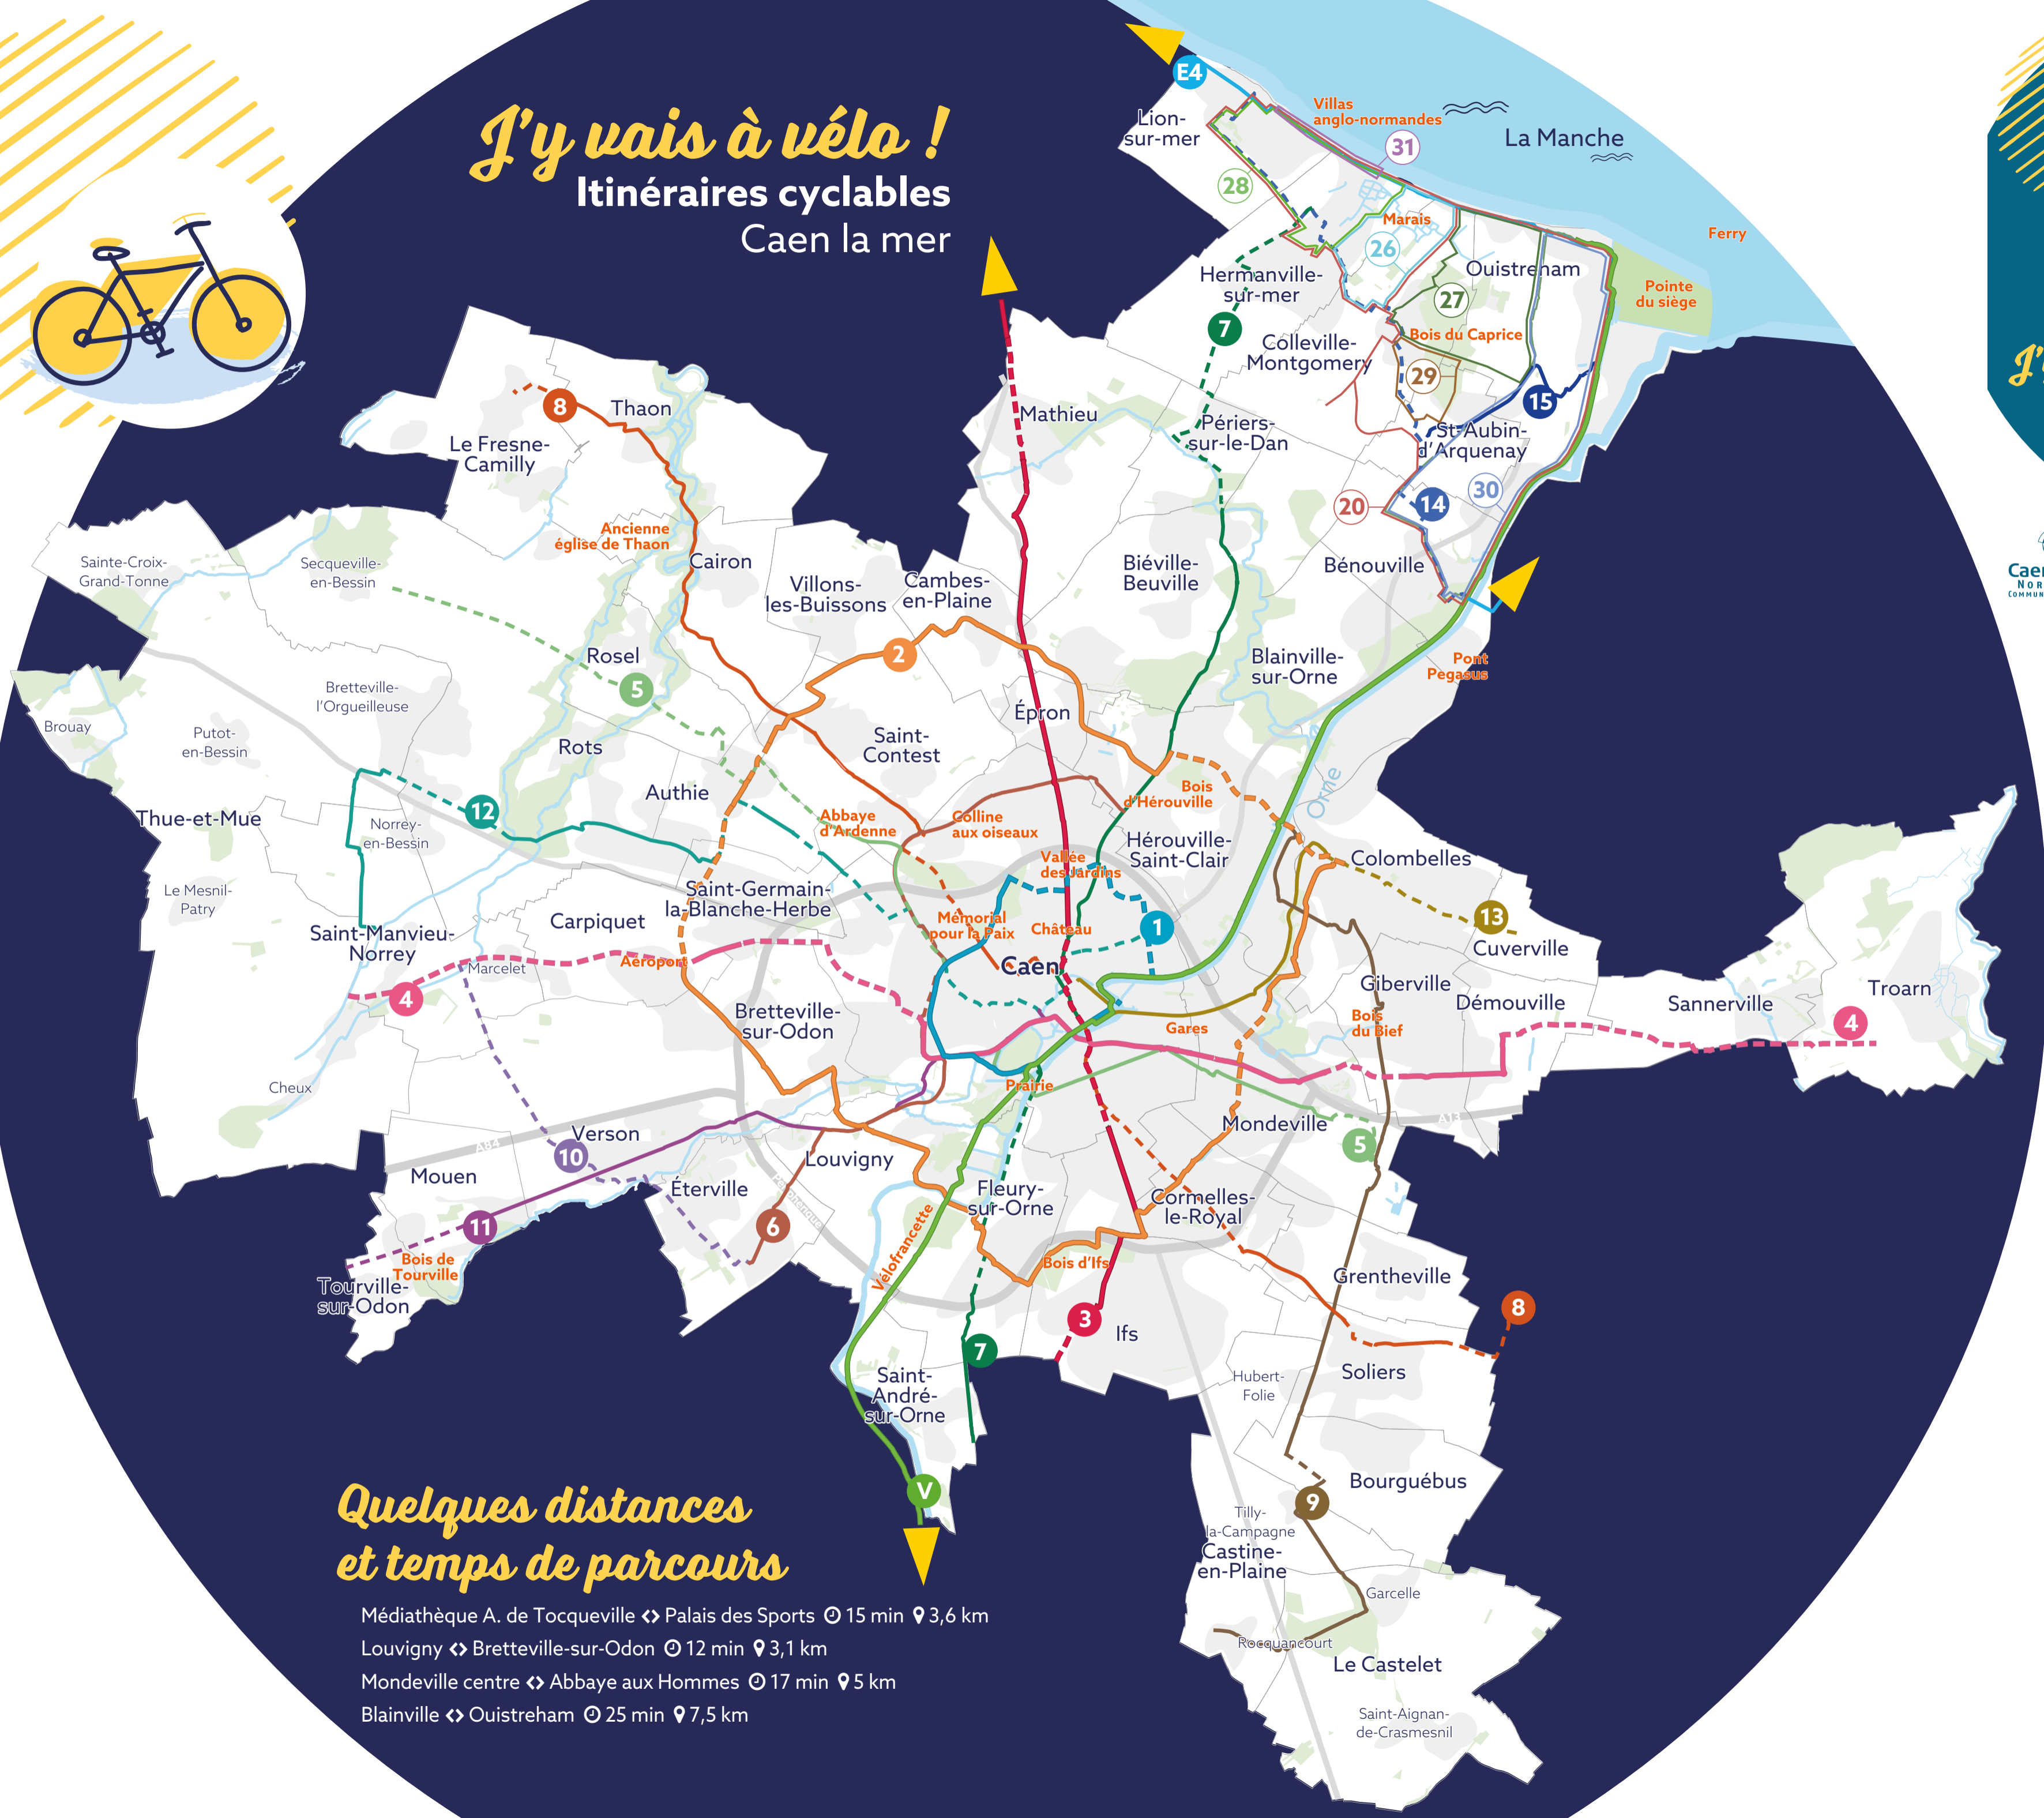 J'y vais à vélo !
Itinéraires cyclables
Caen la mer
E4
Lion-
sur-mer
Villas
anglo-normandes
31
La Manche
28
Marais
26
Ferry
Hermanville-
sur-mer
Ouistreham
27
Pointe
du siège
7
Colleville-
Montgomery
Bois du Caprice
29
15
8
Thaon
Le Fresne-
Camilly
Mathieu
Périers-
sur-le-Dan
St-Aubin-
d'Arquenay
20
14
30
Ancienne
église de Thaon
Cairon
Sainte-Croix-
Grand-Tonne
Secqueville-
en-Bessin
Villons-
les-Buissons
Cambes-
en-Plaine
Biéville-
Beuville
Bénouville
Rosel
5
2
Blainville-
sur-Orne
Pont
Pegasus
Bretteville-
l'Orgueilleuse
Brouay
Putot-
en-Bessin
Rots
Épron
Saint-
Contest
Orne
Bois
d'Hérouville
Authie
Thue-et-Mue
12
Norrey-
en-Bessin
Abbaye
d'Ardenne
Colline
aux oiseaux
Hérouville-
Saint-Clair
Vallée
des Jardins
Colombelles
Le Mesnil-
Patry
Saint-Germain-
la-Blanche-Herbe
Carpiquet
Mémorial
pour la Paix
Château
1
13
Cuverville
Saint-Manvieu-
Norrey
Marcelet
Aéroport
Caen
4
Giberville
Démouville
Sannerville
Troarn
4
Bretteville-
sur-Odon
Gares
Bois
du Bief
Cheux
Prairie
Mondeville
5
A13
A84
Verson
10
Mouen
Louvigny
Éterville
Périphérique
6
11
Fleury-
sur-Orne
Cormelles-
le-Royal
Vélofrancette
Bois de
Tourville
Tourville-
sur-Odon
Bois d'Ifs
Grentheville
8
3
Ifs
7
Soliers
Hubert-
Folie
Saint-
André-
sur-Orne
V
Bourguébus
9
Tilly-
la-Campagne
Castine-
en-Plaine
Garcelle
Rocquancourt
Le Castelet
Saint-Aignan-
de-Crasmesnil
Quelques distances
et temps de parcours
Médiathèque A. de Tocqueville <> Palais des Sports 15 min 3,6 km
Louvigny <> Bretteville-sur-Odon 12 min 3,1 km
Mondeville centre <> Abbaye aux Hommes 17 min 5 km
Blainville <> Ouistreham 25 min 7,5 km